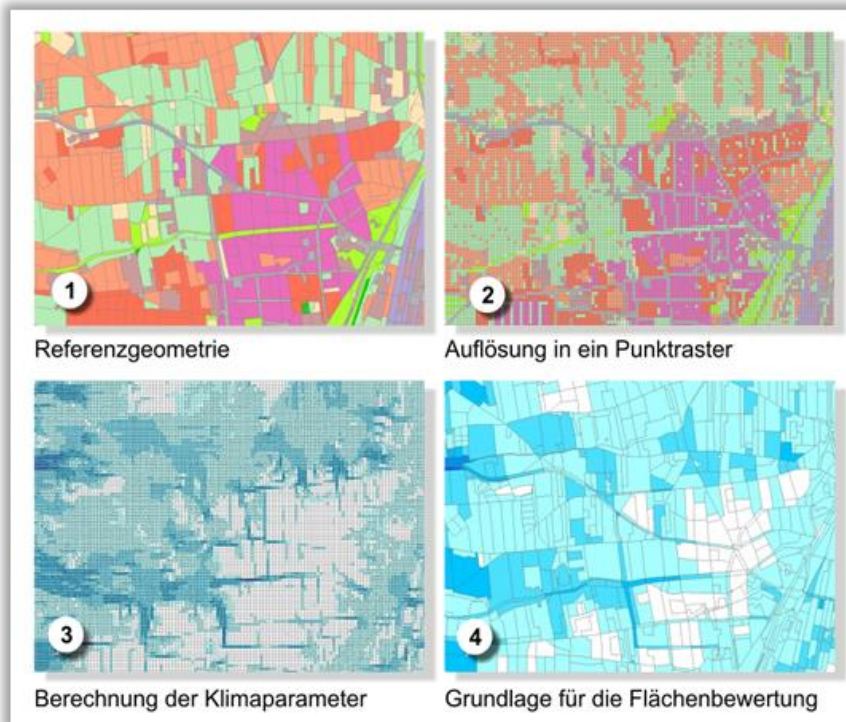 1
2
Referenzgeometrie
Auflösung in ein Punktraster
3
4
Berechnung der Klimaparameter
Grundlage für die Flächenbewertung